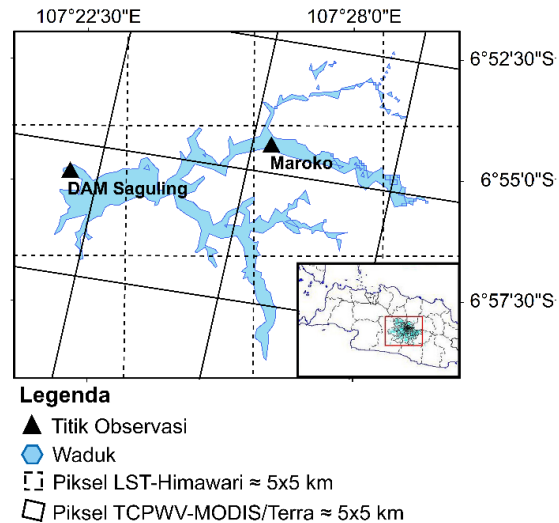 107°22'30"E 107°28'0"E
6°52'30"S
Maroko
DAM Saguling
6°55'0"S
6°57'30"S
Legenda
Titik Observasi
Waduk
Piksel LST-Himawari ≈ 5x5 km
Piksel TCPWV-MODIS/Terra ≈ 5x5 km